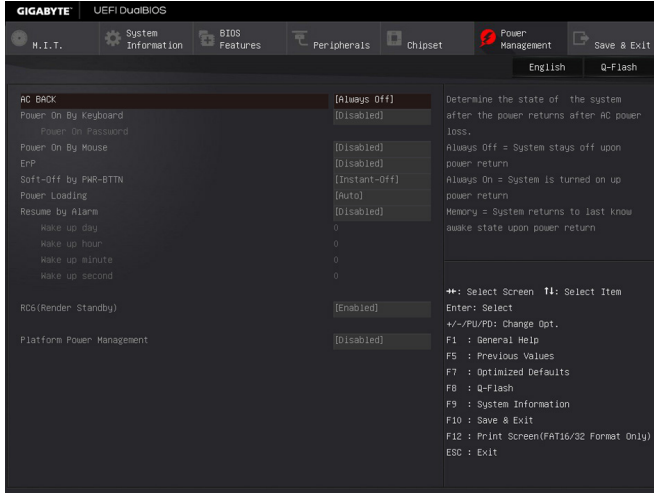 GIGABYTE™ UEFI DualBIOS
M.I.T. System Information BIOS Features Peripherals Chipset Power Management Save & Exit
English Q-Flash
AC BACK [Always Off]
Power On By Keyboard [Disabled]
Power On Password
Power On By Mouse [Disabled]
ErP [Disabled]
Soft-Off by PWR-BTTN [Instant-Off]
Power Loading [Auto]
Resume by Alarm [Disabled]
Wake up day 0
Wake up hour 0
Wake up minute 0
Wake up second 0
RC6(Render Standby) [Enabled]
Platform Power Management [Disabled]
Determine the state of the system
after the power returns after AC power
loss.
Always Off = System stays off upon
power return
Always On = System is turned on up
power return
Memory = System returns to last know
awake state upon power return
→←: Select Screen ↑↓: Select Item
Enter: Select
+/-/PU/PD: Change Opt.
F1 : General Help
F5 : Previous Values
F7 : Optimized Defaults
F8 : Q-Flash
F9 : System Information
F10 : Save & Exit
F12 : Print Screen(FAT16/32 Format Only)
ESC : Exit